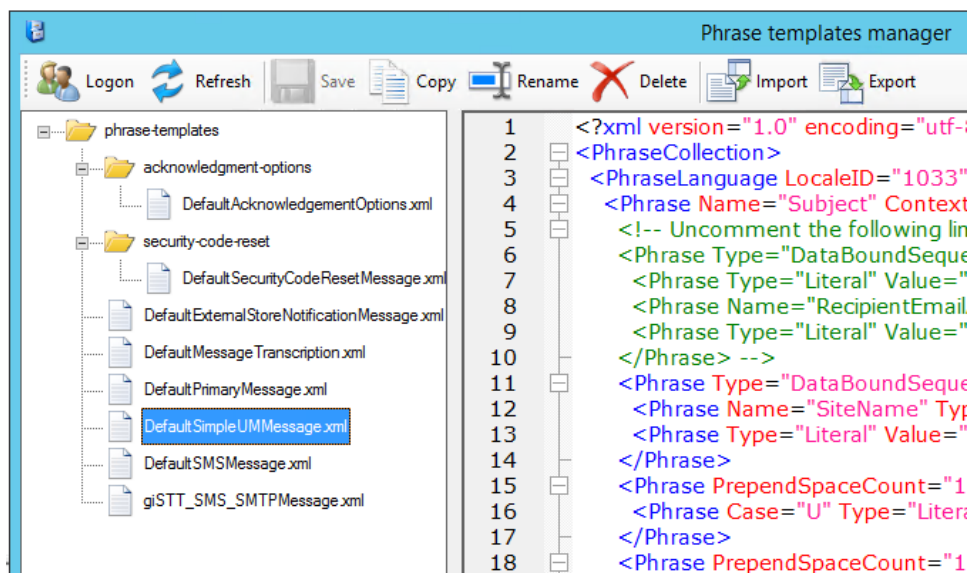 Phrase templates manager
Logon Refresh Save Copy Rename Delete Import Export
phrase-templates
acknowledgment-options
DefaultAcknowledgementOptions.xml
security-code-reset
DefaultSecurityCodeResetMessage.xml
DefaultExternalStoreNotificationMessage.xml
DefaultMessageTranscription.xml
DefaultPrimaryMessage.xml
DefaultSimpleUMMessage.xml
DefaultSMSMessage.xml
giSTT_SMS_SMTPMessage.xml
1 <?xml version="1.0" encoding="utf-8
2 <PhraseCollection>
3 <PhraseLanguage LocaleID="1033"
4 <Phrase Name="Subject" Context
5 <!-- Uncomment the following lin
6 <Phrase Type="DataBoundSeque
7 <Phrase Type="Literal" Value="
8 <Phrase Name="RecipientEmail
9 <Phrase Type="Literal" Value="
10 </Phrase> -->
11 <Phrase Type="DataBoundSeque
12 <Phrase Name="SiteName" Typ
13 <Phrase Type="Literal" Value="
14 </Phrase>
15 <Phrase PrependSpaceCount="1
16 <Phrase Case="U" Type="Litera
17 </Phrase>
18 <Phrase PrependSpaceCount="1